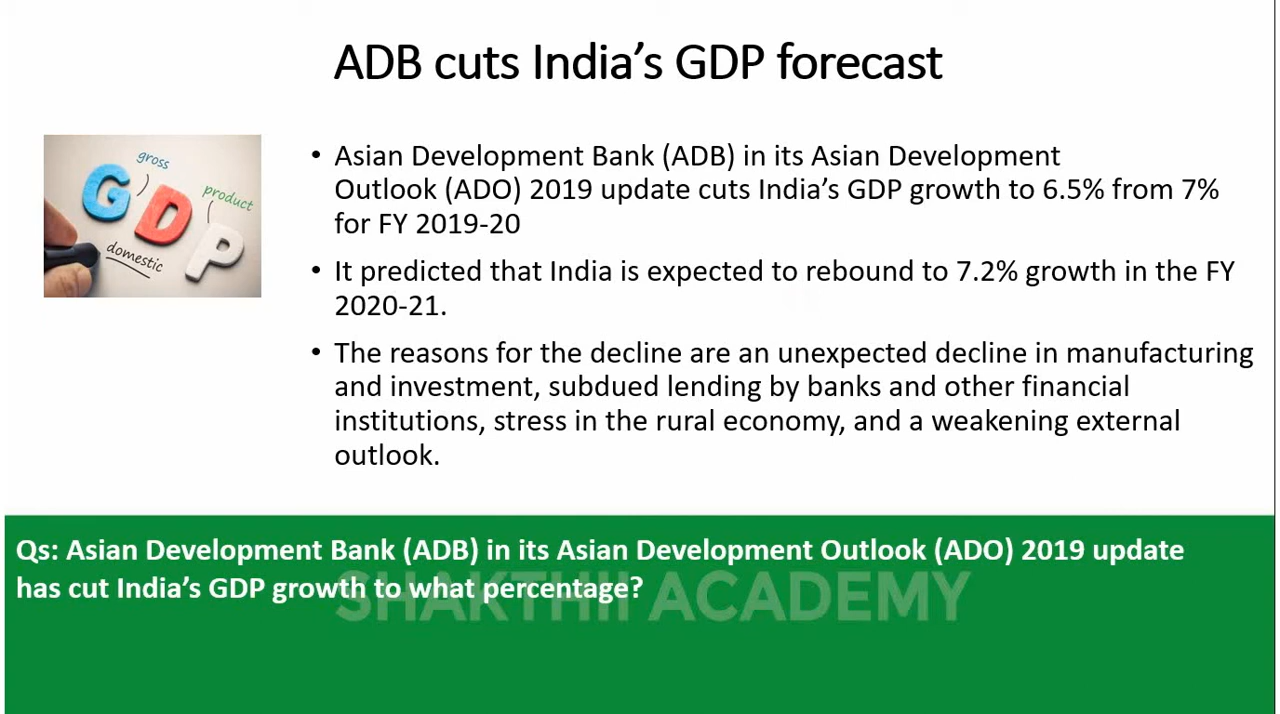 ADB cuts India's GDP forecast
gross
product
domestic
GDP
• Asian Development Bank (ADB) in its Asian Development
Outlook (ADO) 2019 update cuts India's GDP growth to 6.5% from 7%
for FY 2019-20
• It predicted that India is expected to rebound to 7.2% growth in the FY
2020-21.
• The reasons for the decline are an unexpected decline in manufacturing
and investment, subdued lending by banks and other financial
institutions, stress in the rural economy, and a weakening external
outlook.
Qs: Asian Development Bank (ADB) in its Asian Development Outlook (ADO) 2019 update
has cut India's GDP growth to what percentage?
SHAKTHII ACADEMY